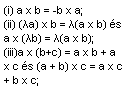 (i) a x b = -b x a;
(ii) (λa) x b = λ(a x b) és
a x (λb) = λ(a x b);
(iii)a x (b+c) = a x b + a
x c és (a + b) x c = a x c
+ b x c;